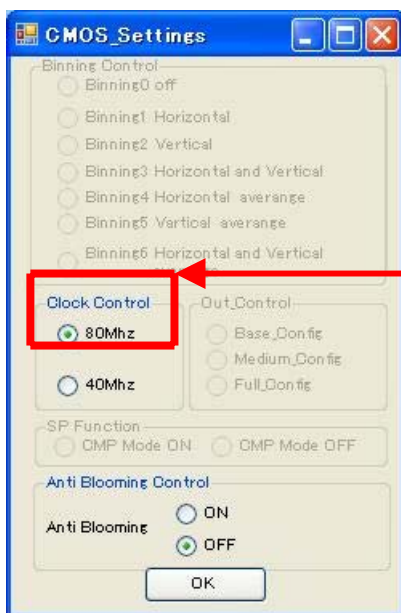 CMOS_Settings
Binning Control
Binning0 off
Binning1 Horizontal
Binning2 Vertical
Binning3 Horizontal and Vertical
Binning4 Horizontal averange
Binning5 Vartical averange
Binning6 Horizontal and Vertical
Clock Control
80Mhz
40Mhz
Out_Control
Base_Config
Medium_Config
Full_Config
SP Function
CMP Mode ON CMP Mode OFF
Anti Blooming Control
Anti Blooming
ON
OFF
OK